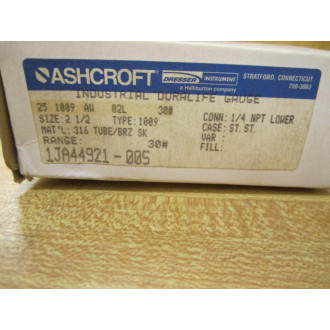 ASHCROFT
DRESSER INSTRUMENT
a Halliburton company
STRATFORD, CONNECTICUT
250-3003
INDUSTRIAL DURALIFE GAUGE
25 1009 AW 02L 30#
SIZE: 2 1/2 TYPE: 1009 CONN: 1/4 NPT LOWER
MAT'L: 316 TUBE/BRZ SK CASE: ST. ST.
RANGE: 30# VAR :
1JA44921-005 FILL: